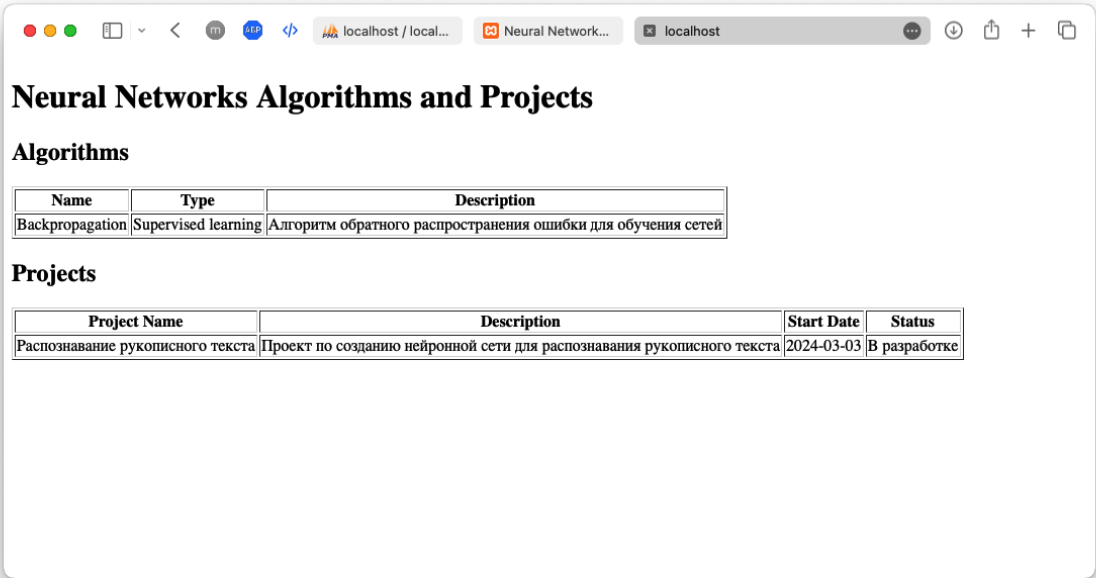 localhost / local...
Neural Network...
localhost
Neural Networks Algorithms and Projects
Algorithms
Name Type Description
Backpropagation Supervised learning Алгоритм обратного распространения ошибки для обучения сетей
Projects
Project Name Description Start Date Status
Распознавание рукописного текста Проект по созданию нейронной сети для распознавания рукописного текста 2024-03-03 В разработке